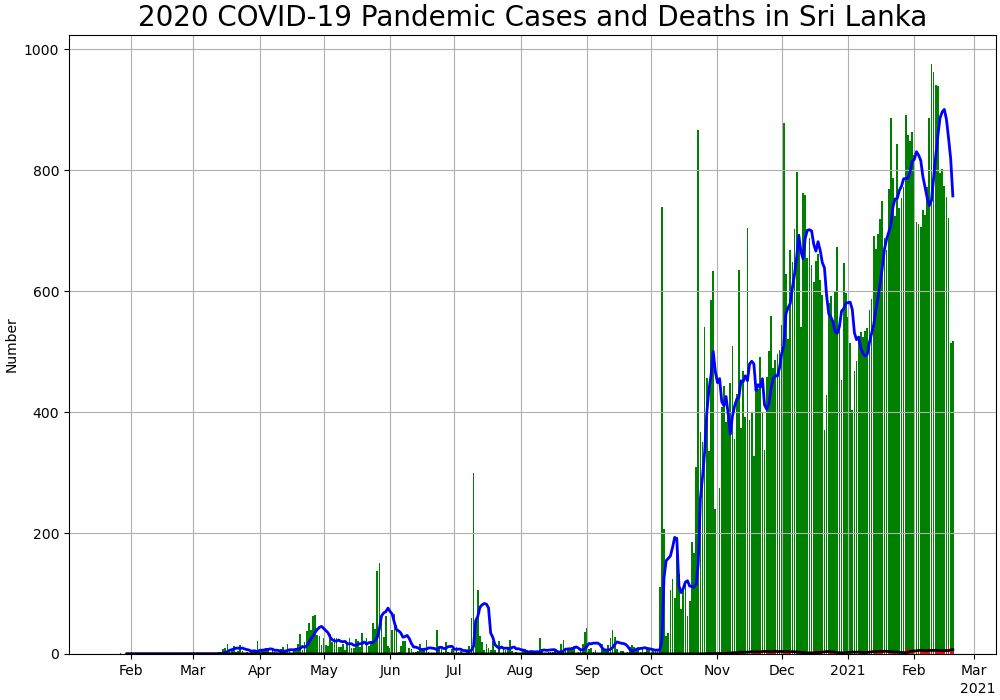 2020 COVID-19 Pandemic Cases and Deaths in Sri Lanka
1000
800
600
400
200
0
Number
Feb Mar Apr May Jun Jul Aug Sep Oct Nov Dec 2021 Feb Mar
2021